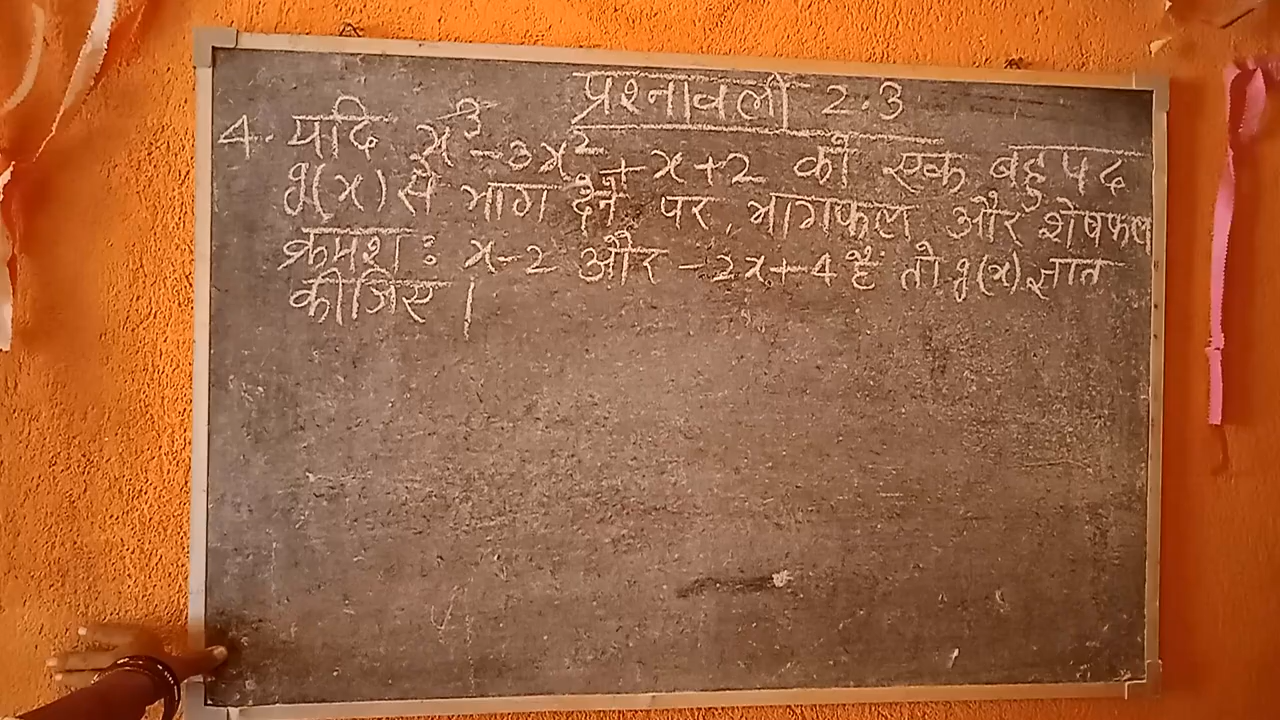 प्रश्नावली 2.3
4. यदि x³-3x²+x+2 को एक बहुपद
g(x) से भाग देने पर, भागफल और शेषफल
क्रमश: x-2 और -2x+4 हैं तो g(x) ज्ञात
कीजिए।